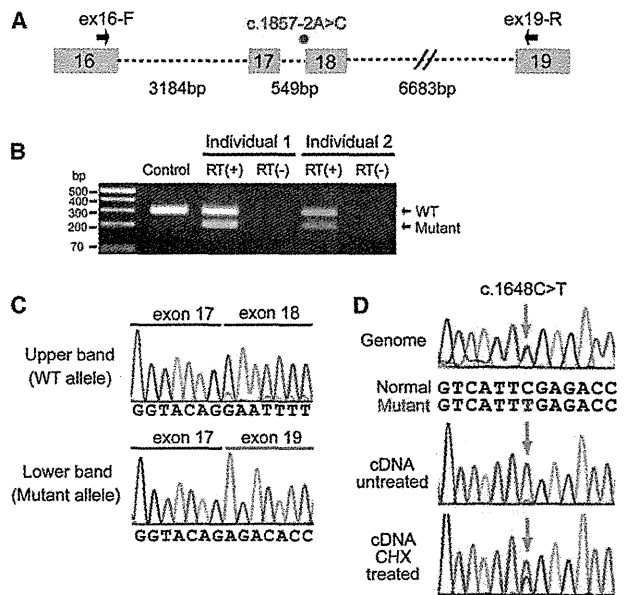 A
ex16-F
c.1857-2A>C
ex19-R
16
17
18
19
3184bp
549bp
6683bp
B
Individual 1
Individual 2
bp
Control
RT(+)
RT(-)
RT(+)
RT(-)
500
400
300
200
70
WT
Mutant
C
exon 17
exon 18
Upper band
(WT allele)
GGTACAGGAATTTT
exon 17
exon 19
Lower band
(Mutant allele)
GGTACAGAGACACC
D
c.1648C>T
Genome
Normal
GTCATTCGAGACC
Mutant
GTCATTTGAGACC
cDNA
untreated
cDNA
CHX
treated